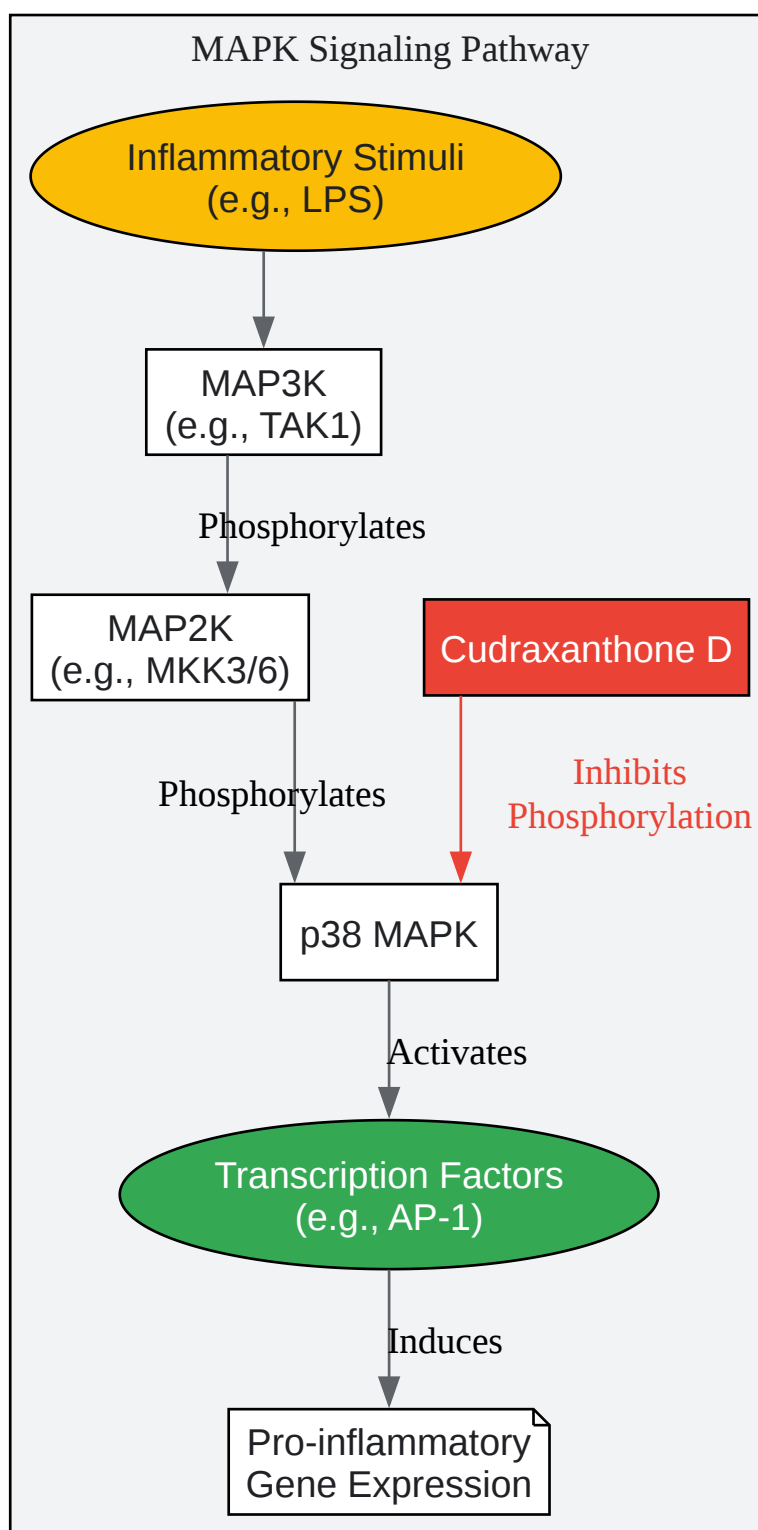 MAPK Signaling Pathway
Inflammatory Stimuli
(e.g., LPS)
MAP3K
(e.g., TAK1)
Phosphorylates
MAP2K
(e.g., MKK3/6)
Cudraxanthone D
Phosphorylates
Inhibits
Phosphorylation
p38 MAPK
Activates
Transcription Factors
(e.g., AP-1)
Induces
Pro-inflammatory
Gene Expression